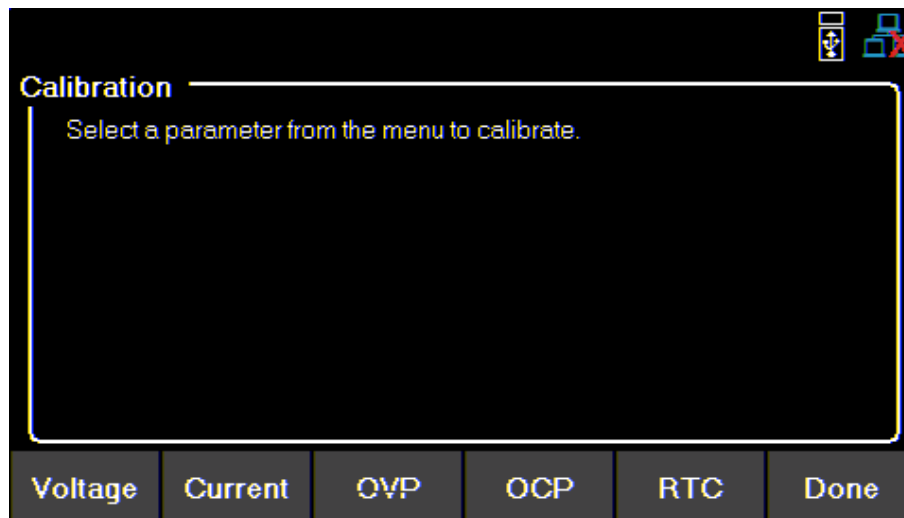 Calibration
Select a parameter from the menu to calibrate.
Voltage Current OVP OCP RTC Done